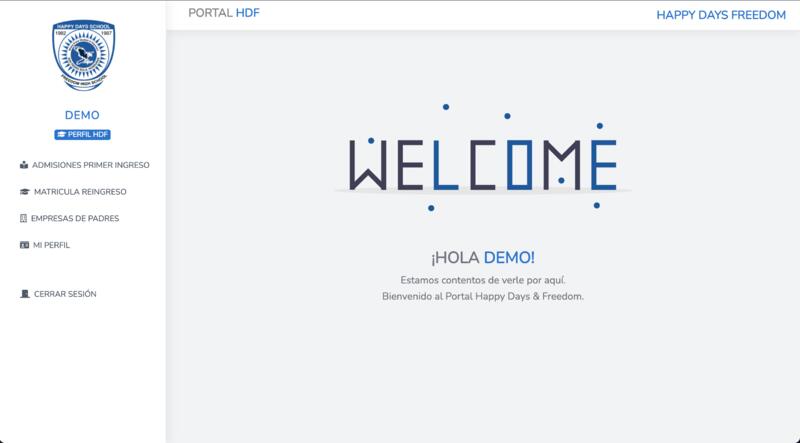 HAPPY DAYS SCHOOL
1982 1987
FREEDOM HIGH SCHOOL
DEMO
PERFIL HDF
ADMISIONES PRIMER INGRESO
MATRICULA REINGRESO
EMPRESAS DE PADRES
MI PERFIL
CERRAR SESIÓN
PORTAL HDF
HAPPY DAYS FREEDOM
WELCOME
¡HOLA DEMO!
Estamos contentos de verle por aquí.
Bienvenido al Portal Happy Days & Freedom.